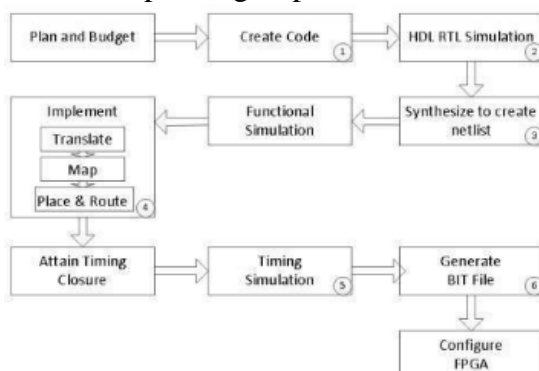 Plan and Budget
Create Code
1
HDL RTL Simulation
2
Implement
Translate
Map
Place & Route
4
Functional
Simulation
Synthesize to create
netlist
3
Attain Timing
Closure
Timing
Simulation
5
Generate
BIT File
6
Configure
FPGA